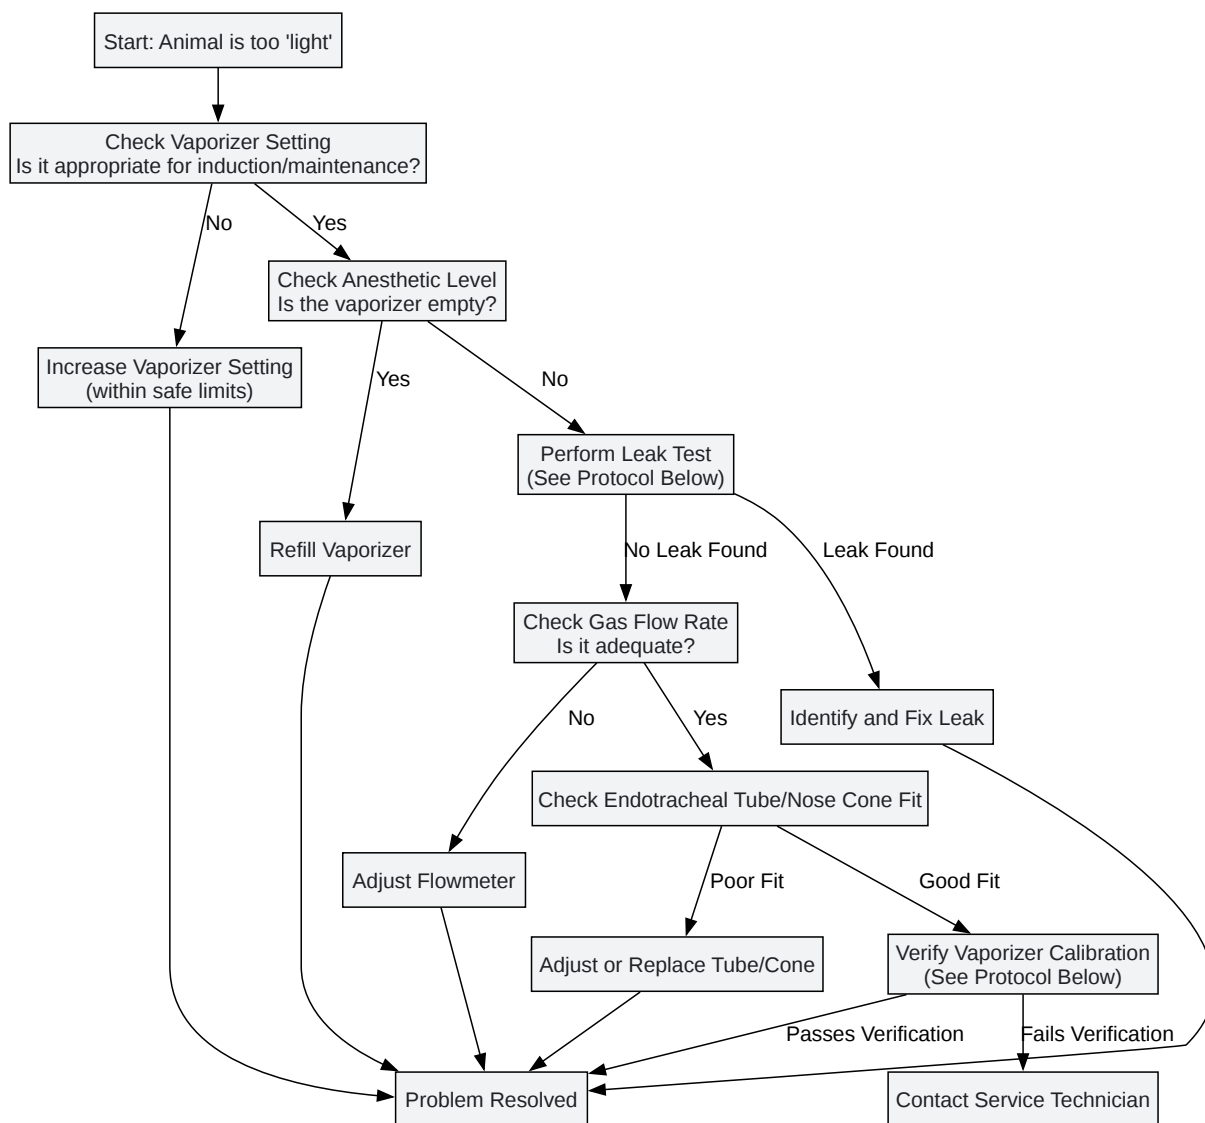 Start: Animal is too 'light'
Check Vaporizer Setting
Is it appropriate for induction/maintenance?
No
Yes
Check Anesthetic Level
Is the vaporizer empty?
Increase Vaporizer Setting
(within safe limits)
Yes
No
Perform Leak Test
(See Protocol Below)
Refill Vaporizer
No Leak Found
Leak Found
Check Gas Flow Rate
Is it adequate?
No
Yes
Identify and Fix Leak
Check Endotracheal Tube/Nose Cone Fit
Adjust Flowmeter
Poor Fit
Good Fit
Adjust or Replace Tube/Cone
Verify Vaporizer Calibration
(See Protocol Below)
Passes Verification
Fails Verification
Problem Resolved
Contact Service Technician